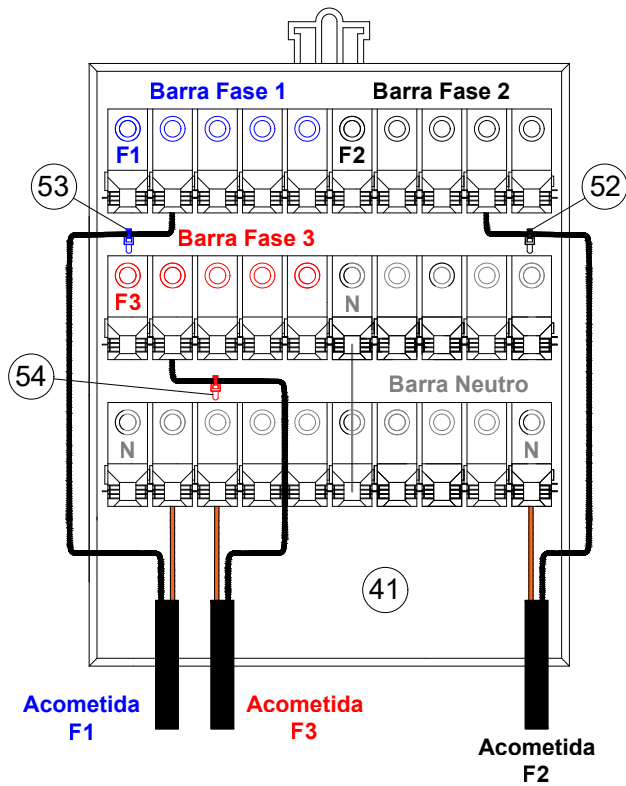 Barra Fase 1
Barra Fase 2
F1
F2
53
52
Barra Fase 3
F3
N
54
Barra Neutro
N
N
41
Acometida
F1
Acometida
F3
Acometida
F2